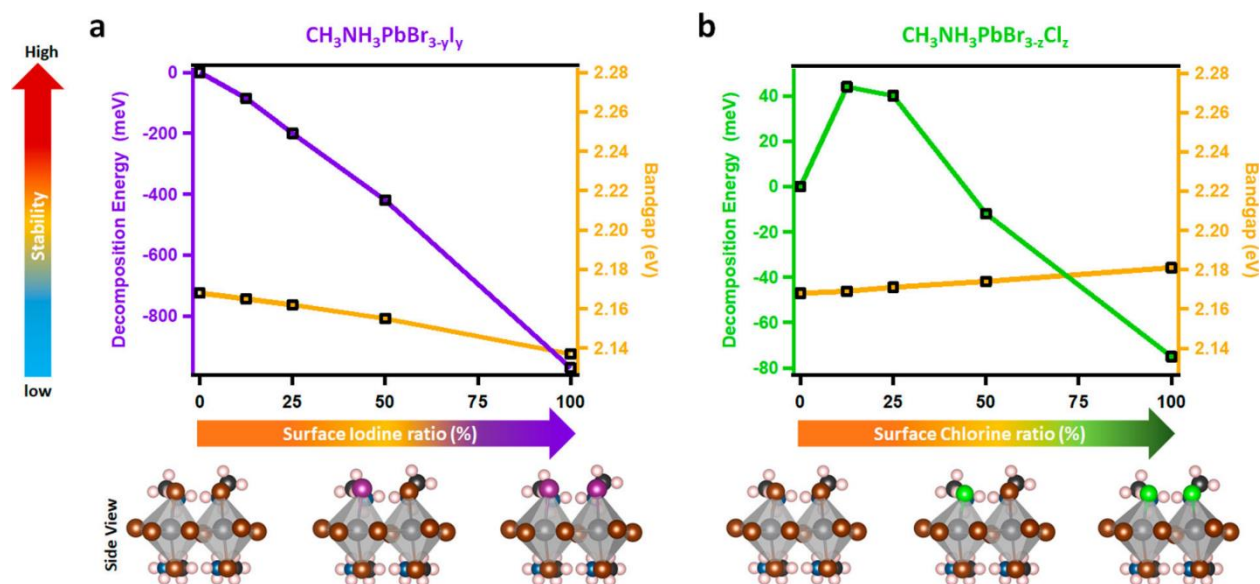 a
CH₃NH₃PbBr₃₋yIy
b
CH₃NH₃PbBr₃₋zClz
High
Stability
low
Decomposition Energy (meV)
0
-200
-400
-600
-800
2.28
2.26
2.24
2.22
2.20
2.18
2.16
2.14
Bandgap (eV)
0 25 50 75 100
Surface Iodine ratio (%)
Decomposition Energy (meV)
40
20
0
-20
-40
-60
-80
2.28
2.26
2.24
2.22
2.20
2.18
2.16
2.14
Bandgap (eV)
0 25 50 75 100
Surface Chlorine ratio (%)
Side View